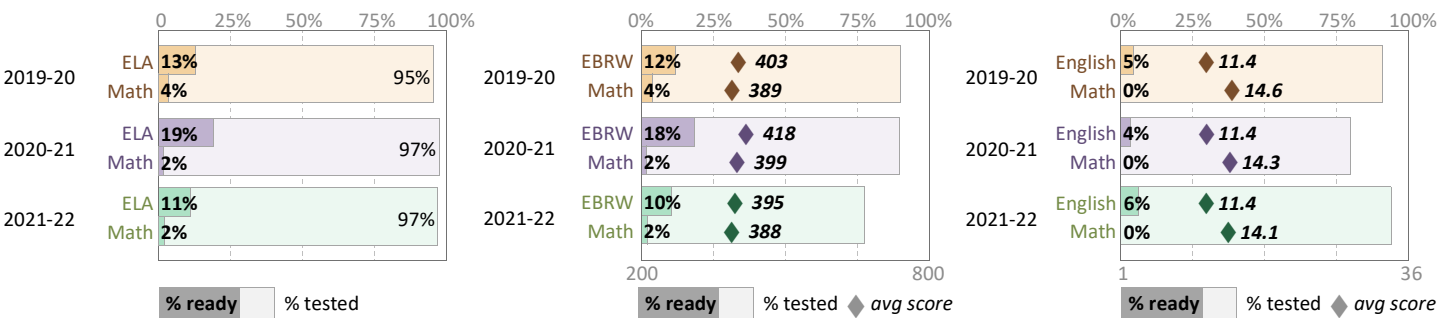 0 25% 50% 75% 100%
2019-20 ELA 13% 95%
Math 4%
2020-21 ELA 19% 97%
Math 2%
2021-22 ELA 11% 97%
Math 2%
% ready % tested
0% 25% 50% 75% 100%
2019-20 EBRW 12% 403
Math 4% 389
2020-21 EBRW 18% 418
Math 2% 399
2021-22 EBRW 10% 395
Math 2% 388
200 800
% ready % tested avg score
0% 25% 50% 75% 100%
2019-20 English 5% 11.4
Math 0% 14.6
2020-21 English 4% 11.4
Math 0% 14.3
2021-22 English 6% 11.4
Math 0% 14.1
1 36
% ready % tested avg score